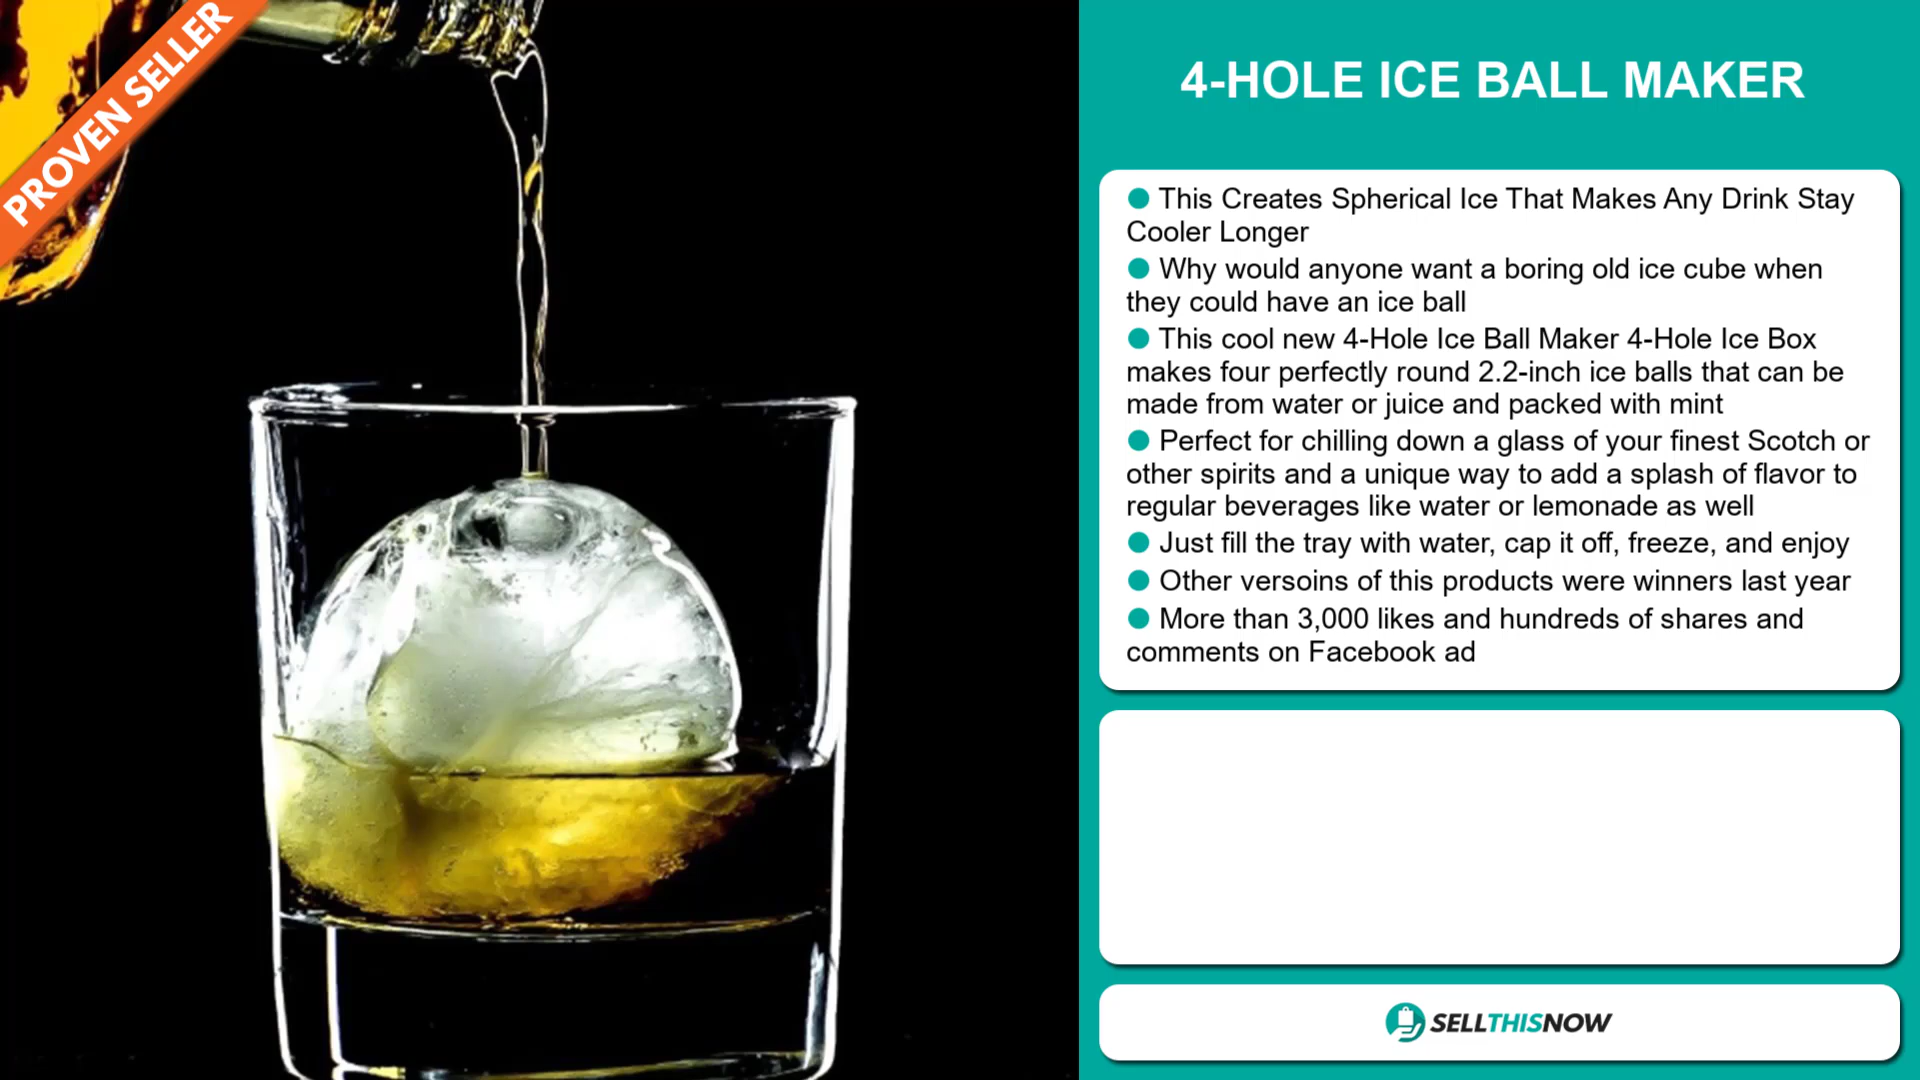 PROVEN SELLER
4-HOLE ICE BALL MAKER
● This Creates Spherical Ice That Makes Any Drink Stay
Cooler Longer
● Why would anyone want a boring old ice cube when
they could have an ice ball
● This cool new 4-Hole Ice Ball Maker 4-Hole Ice Box
makes four perfectly round 2.2-inch ice balls that can be
made from water or juice and packed with mint
● Perfect for chilling down a glass of your finest Scotch or
other spirits and a unique way to add a splash of flavor to
regular beverages like water or lemonade as well
● Just fill the tray with water, cap it off, freeze, and enjoy
● Other versoins of this products were winners last year
● More than 3,000 likes and hundreds of shares and
comments on Facebook ad
SELLTHISNOW